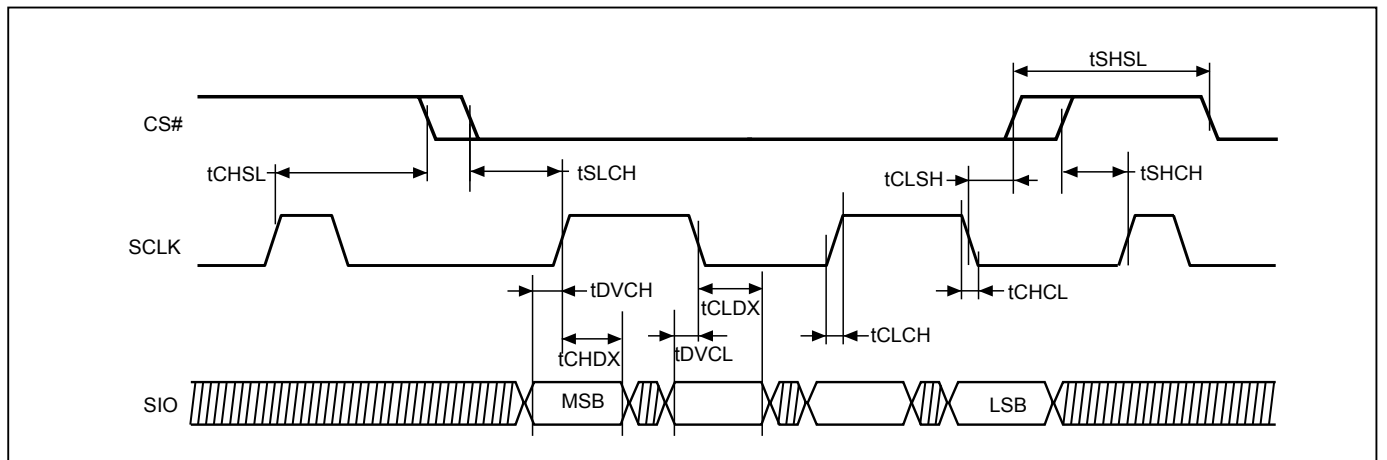 tSHSL
CS#
tCHSL
tSLCH
tCLSH
tSHCH
SCLK
tDVCH
tCLDX
tCHCL
tCHDX
tDVCL
tCLCH
SIO
MSB
LSB